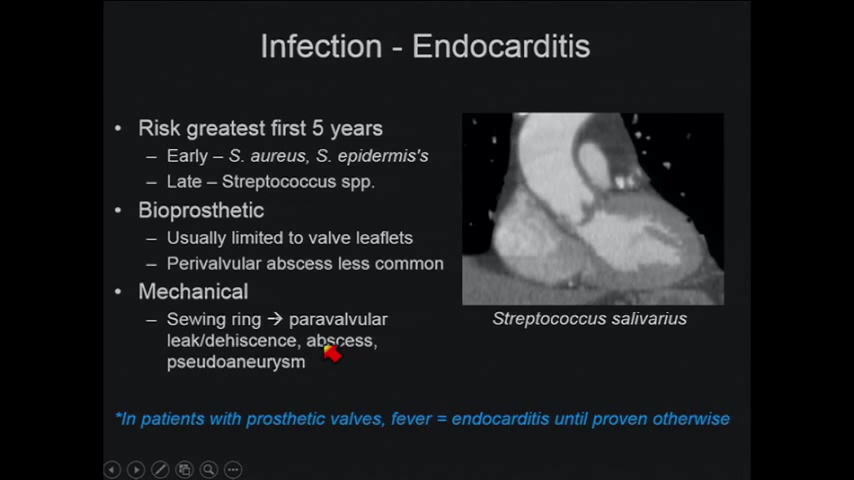 Infection - Endocarditis
• Risk greatest first 5 years
– Early – S. aureus, S. epidermis's
– Late – Streptococcus spp.
• Bioprosthetic
– Usually limited to valve leaflets
– Perivalvular abscess less common
• Mechanical
– Sewing ring → paravalvular
leak/dehiscence, abscess,
pseudoaneurysm
Streptococcus salivarius
*In patients with prosthetic valves, fever = endocarditis until proven otherwise